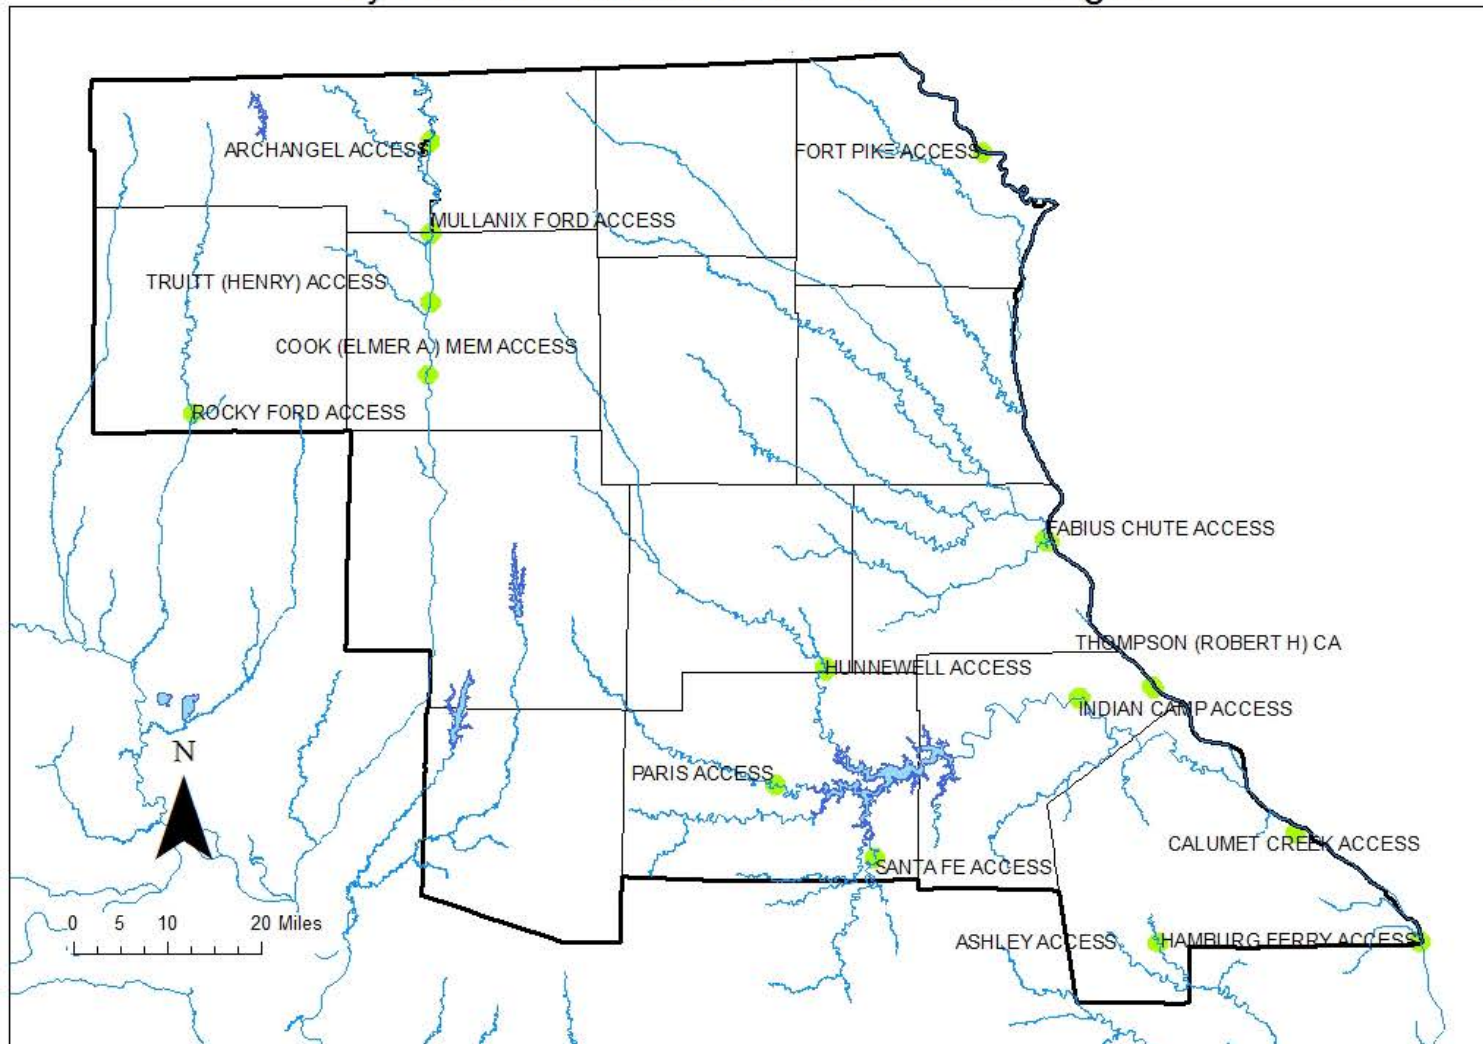 ARCHANGEL ACCESS
FORT PIKE ACCESS
MULLANIX FORD ACCESS
TRUITT (HENRY) ACCESS
COOK (ELMER A.) MEM ACCESS
ROCKY FORD ACCESS
FABIUS CHUTE ACCESS
THOMPSON (ROBERT H) CA
HUNNEWELL ACCESS
INDIAN CAMP ACCESS
N
PARIS ACCESS
CALUMET CREEK ACCESS
SANTA FE ACCESS
0 5 10 20 Miles
ASHLEY ACCESS
HAMBURG FERRY ACCESS